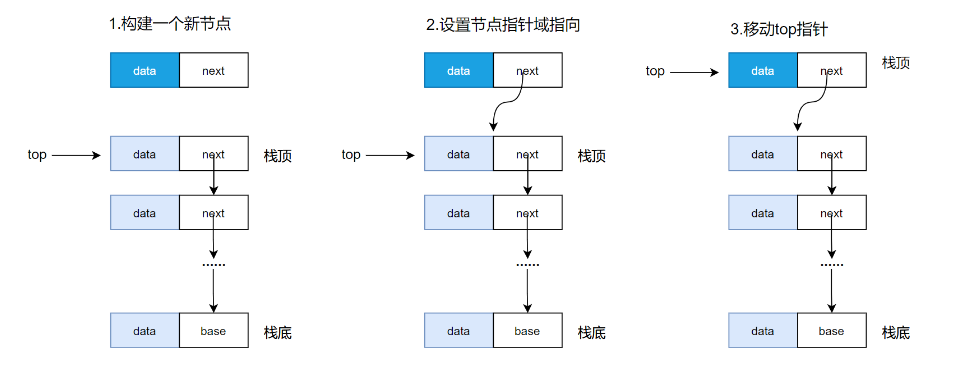 1.构建一个新节点
data next
top data next 栈顶
data next
......
data base 栈底
2.设置节点指针域指向
data next
top data next 栈顶
data next
......
data base 栈底
3.移动top指针
top data next 栈顶
data next
data next
......
data base 栈底